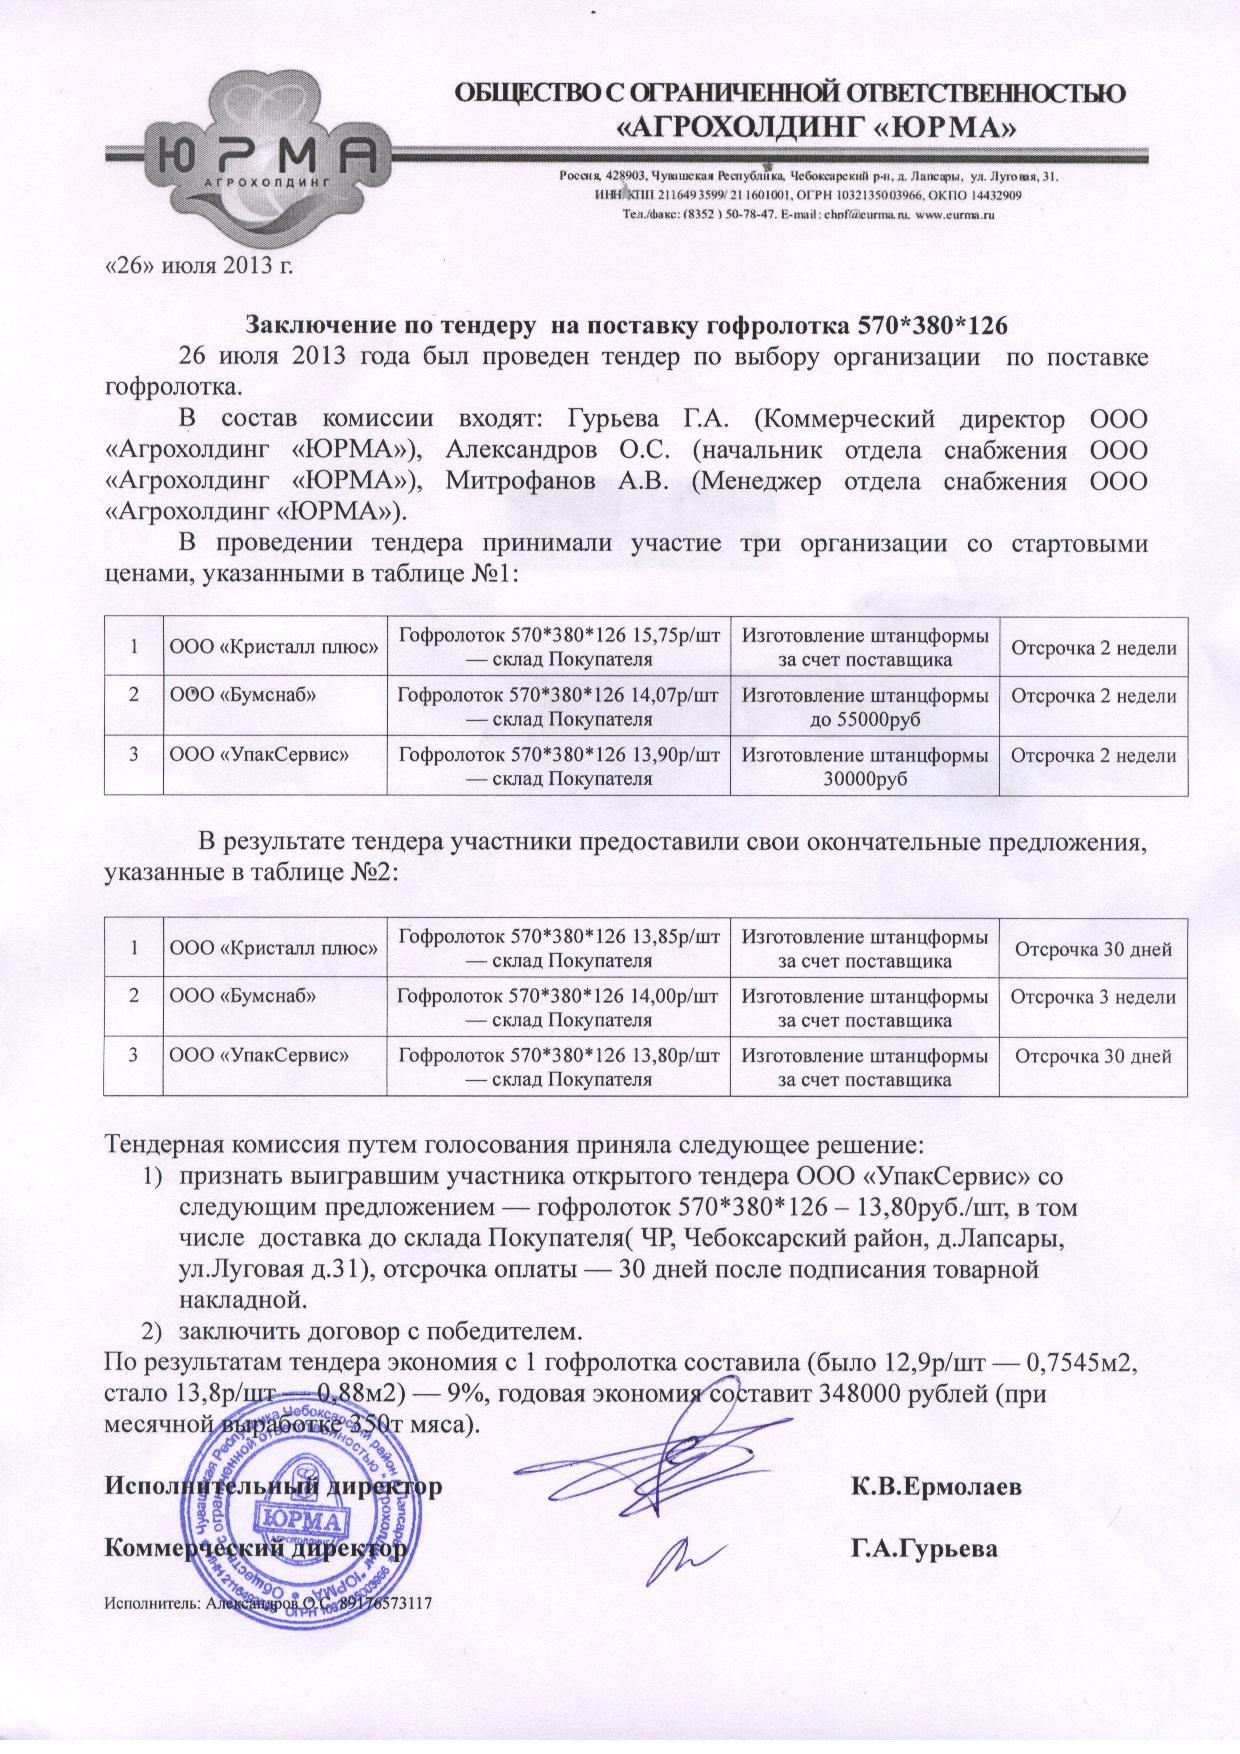 ОБЩЕСТВО С ОГРАНИЧЕННОЙ ОТВЕТСТВЕННОСТЬЮ
«АГРОХОЛДИНГ «ЮРМА»
ЮРМА
АГРОХОЛДИНГ
Россия, 428903, Чувашская Республика, Чебоксарский р-н, д. Лапсары, ул. Луговая, 31.
ИНН/КПП 2116493599/211601001, ОГРН 1032135003966, ОКПО 14432909
Тел./факс: (8352 ) 50-78-47. E-mail: chpf@eurma.ru, www.eurma.ru
«26» июля 2013 г.
Заключение по тендеру на поставку гофролотка 570*380*126
26 июля 2013 года был проведен тендер по выбору организации по поставке
гофролотка.
В состав комиссии входят: Гурьева Г.А. (Коммерческий директор ООО
«Агрохолдинг «ЮРМА»), Александров О.С. (начальник отдела снабжения ООО
«Агрохолдинг «ЮРМА»), Митрофанов А.В. (Менеджер отдела снабжения ООО
«Агрохолдинг «ЮРМА»).
В проведении тендера принимали участие три организации со стартовыми
ценами, указанными в таблице №1:
1 ООО «Кристалл плюс» Гофролоток 570*380*126 15,75р/шт Изготовление штанцформы Отсрочка 2 недели
— склад Покупателя за счет поставщика
2 ООО «Бумснаб» Гофролоток 570*380*126 14,07р/шт Изготовление штанцформы Отсрочка 2 недели
— склад Покупателя до 55000руб
3 ООО «УпакСервис» Гофролоток 570*380*126 13,90р/шт Изготовление штанцформы Отсрочка 2 недели
— склад Покупателя 30000руб
В результате тендера участники предоставили свои окончательные предложения,
указанные в таблице №2:
1 ООО «Кристалл плюс» Гофролоток 570*380*126 13,85р/шт Изготовление штанцформы Отсрочка 30 дней
— склад Покупателя за счет поставщика
2 ООО «Бумснаб» Гофролоток 570*380*126 14,00р/шт Изготовление штанцформы Отсрочка 3 недели
— склад Покупателя за счет поставщика
3 ООО «УпакСервис» Гофролоток 570*380*126 13,80р/шт Изготовление штанцформы Отсрочка 30 дней
— склад Покупателя за счет поставщика
Тендерная комиссия путем голосования приняла следующее решение:
1) признать выигравшим участника открытого тендера ООО «УпакСервис» со
следующим предложением — гофролоток 570*380*126 – 13,80руб./шт, в том
числе доставка до склада Покупателя( ЧР, Чебоксарский район, д.Лапсары,
ул.Луговая д.31), отсрочка оплаты — 30 дней после подписания товарной
накладной.
2) заключить договор с победителем.
По результатам тендера экономия с 1 гофролотка составила (было 12,9р/шт — 0,7545м2,
стало 13,8р/шт — 0,88м2) — 9%, годовая экономия составит 348000 рублей (при
месячной выработке 350т мяса).
Исполнительный директор К.В.Ермолаев
Коммерческий директор Г.А.Гурьева
Исполнитель: Александров О.С. 89176573117
Чувашская Республика Чебоксарский район
ЮРМА
АГРОХОЛДИНГ